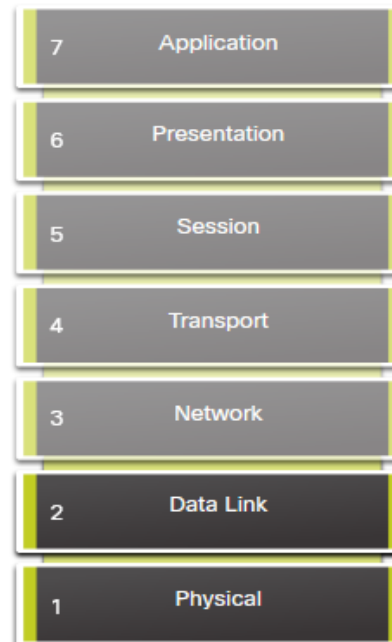 7 Application
6 Presentation
5 Session
4 Transport
3 Network
2 Data Link
1 Physical